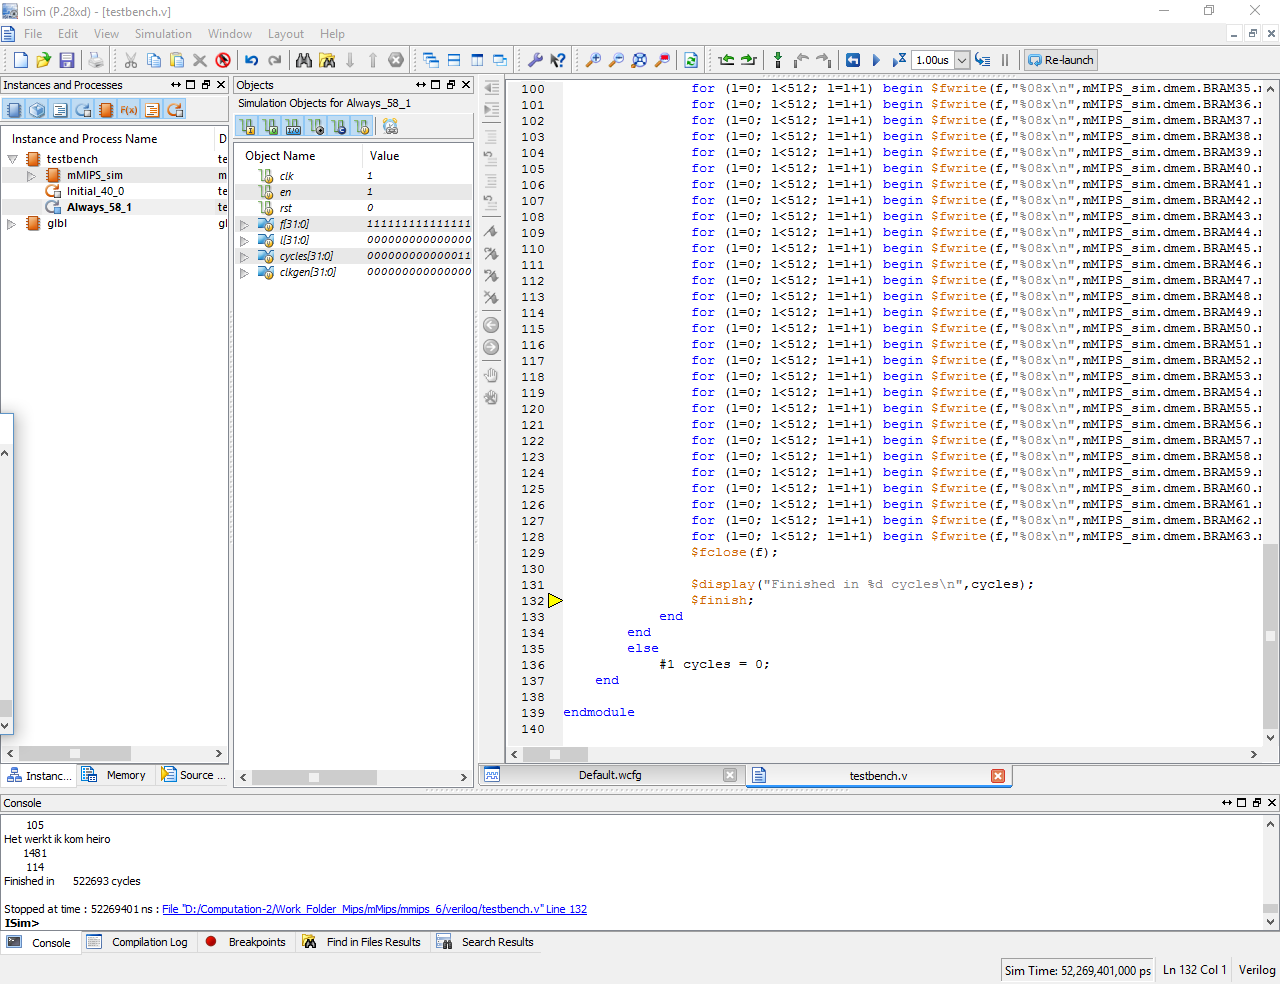 ISim (P.28xd) - [testbench.v]
File Edit View Simulation Window Layout Help
1.00us Re-launch
Instances and Processes
Instance and Process Name D
testbench te
mMIPS_sim m
Initial_40_0 te
Always_58_1 te
glbl gl
Instanc... Memory Source ...
Objects
Simulation Objects for Always_58_1
Object Name Value
clk 1
en 1
rst 0
f[31:0] 1111111111111111
l[31:0] 000000000000000
cycles[31:0] 000000000000011
clkgen[31:0] 000000000000000
100 for (l=0; l<512; l=l+1) begin $fwrite(f,"%08x\n",mMIPS_sim.dmem.BRAM35.
101 for (l=0; l<512; l=l+1) begin $fwrite(f,"%08x\n",mMIPS_sim.dmem.BRAM36.
102 for (l=0; l<512; l=l+1) begin $fwrite(f,"%08x\n",mMIPS_sim.dmem.BRAM37.
103 for (l=0; l<512; l=l+1) begin $fwrite(f,"%08x\n",mMIPS_sim.dmem.BRAM38.
104 for (l=0; l<512; l=l+1) begin $fwrite(f,"%08x\n",mMIPS_sim.dmem.BRAM39.
105 for (l=0; l<512; l=l+1) begin $fwrite(f,"%08x\n",mMIPS_sim.dmem.BRAM40.
106 for (l=0; l<512; l=l+1) begin $fwrite(f,"%08x\n",mMIPS_sim.dmem.BRAM41.
107 for (l=0; l<512; l=l+1) begin $fwrite(f,"%08x\n",mMIPS_sim.dmem.BRAM42.
108 for (l=0; l<512; l=l+1) begin $fwrite(f,"%08x\n",mMIPS_sim.dmem.BRAM43.
109 for (l=0; l<512; l=l+1) begin $fwrite(f,"%08x\n",mMIPS_sim.dmem.BRAM44.
110 for (l=0; l<512; l=l+1) begin $fwrite(f,"%08x\n",mMIPS_sim.dmem.BRAM45.
111 for (l=0; l<512; l=l+1) begin $fwrite(f,"%08x\n",mMIPS_sim.dmem.BRAM46.
112 for (l=0; l<512; l=l+1) begin $fwrite(f,"%08x\n",mMIPS_sim.dmem.BRAM47.
113 for (l=0; l<512; l=l+1) begin $fwrite(f,"%08x\n",mMIPS_sim.dmem.BRAM48.
114 for (l=0; l<512; l=l+1) begin $fwrite(f,"%08x\n",mMIPS_sim.dmem.BRAM49.
115 for (l=0; l<512; l=l+1) begin $fwrite(f,"%08x\n",mMIPS_sim.dmem.BRAM50.
116 for (l=0; l<512; l=l+1) begin $fwrite(f,"%08x\n",mMIPS_sim.dmem.BRAM51.
117 for (l=0; l<512; l=l+1) begin $fwrite(f,"%08x\n",mMIPS_sim.dmem.BRAM52.
118 for (l=0; l<512; l=l+1) begin $fwrite(f,"%08x\n",mMIPS_sim.dmem.BRAM53.
119 for (l=0; l<512; l=l+1) begin $fwrite(f,"%08x\n",mMIPS_sim.dmem.BRAM54.
120 for (l=0; l<512; l=l+1) begin $fwrite(f,"%08x\n",mMIPS_sim.dmem.BRAM55.
121 for (l=0; l<512; l=l+1) begin $fwrite(f,"%08x\n",mMIPS_sim.dmem.BRAM56.
122 for (l=0; l<512; l=l+1) begin $fwrite(f,"%08x\n",mMIPS_sim.dmem.BRAM57.
123 for (l=0; l<512; l=l+1) begin $fwrite(f,"%08x\n",mMIPS_sim.dmem.BRAM58.
124 for (l=0; l<512; l=l+1) begin $fwrite(f,"%08x\n",mMIPS_sim.dmem.BRAM59.
125 for (l=0; l<512; l=l+1) begin $fwrite(f,"%08x\n",mMIPS_sim.dmem.BRAM60.
126 for (l=0; l<512; l=l+1) begin $fwrite(f,"%08x\n",mMIPS_sim.dmem.BRAM61.
127 for (l=0; l<512; l=l+1) begin $fwrite(f,"%08x\n",mMIPS_sim.dmem.BRAM62.
128 for (l=0; l<512; l=l+1) begin $fwrite(f,"%08x\n",mMIPS_sim.dmem.BRAM63.
129 $fclose(f);
130
131 $display("Finished in %d cycles\n",cycles);
132 $finish;
133 end
134 end
135 else
136 #1 cycles = 0;
137 end
138
139 endmodule
140
Default.wcfg testbench.v
Console
105
Het werkt ik kom heiro
1481
114
Finished in 522693 cycles
Stopped at time : 52269401 ns : File "D:/Computation-2/Work_Folder_Mips/mMips/mmips_6/verilog/testbench.v" Line 132
ISim>
Console Compilation Log Breakpoints Find in Files Results Search Results
Sim Time: 52,269,401,000 ps Ln 132 Col 1 Verilog